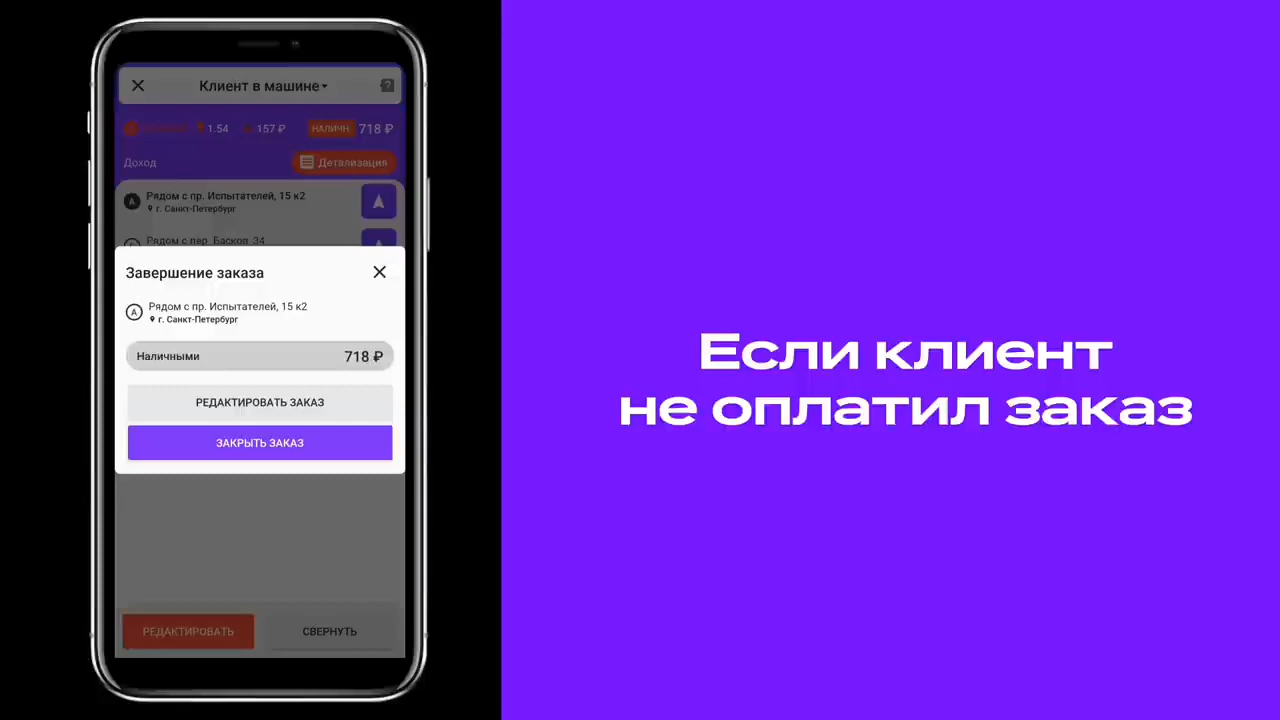 Клиент в машине
1.54
157 ₽
НАЛИЧН.
718 ₽
Доход
Детализация
A
Рядом с пр. Испытателей, 15 к2
г. Санкт-Петербург
Рядом с пер. Басков, 34
Завершение заказа
A
Рядом с пр. Испытателей, 15 к2
г. Санкт-Петербург
Наличными
718 ₽
РЕДАКТИРОВАТЬ ЗАКАЗ
ЗАКРЫТЬ ЗАКАЗ
РЕДАКТИРОВАТЬ
СВЕРНУТЬ
Если клиент
не оплатил заказ